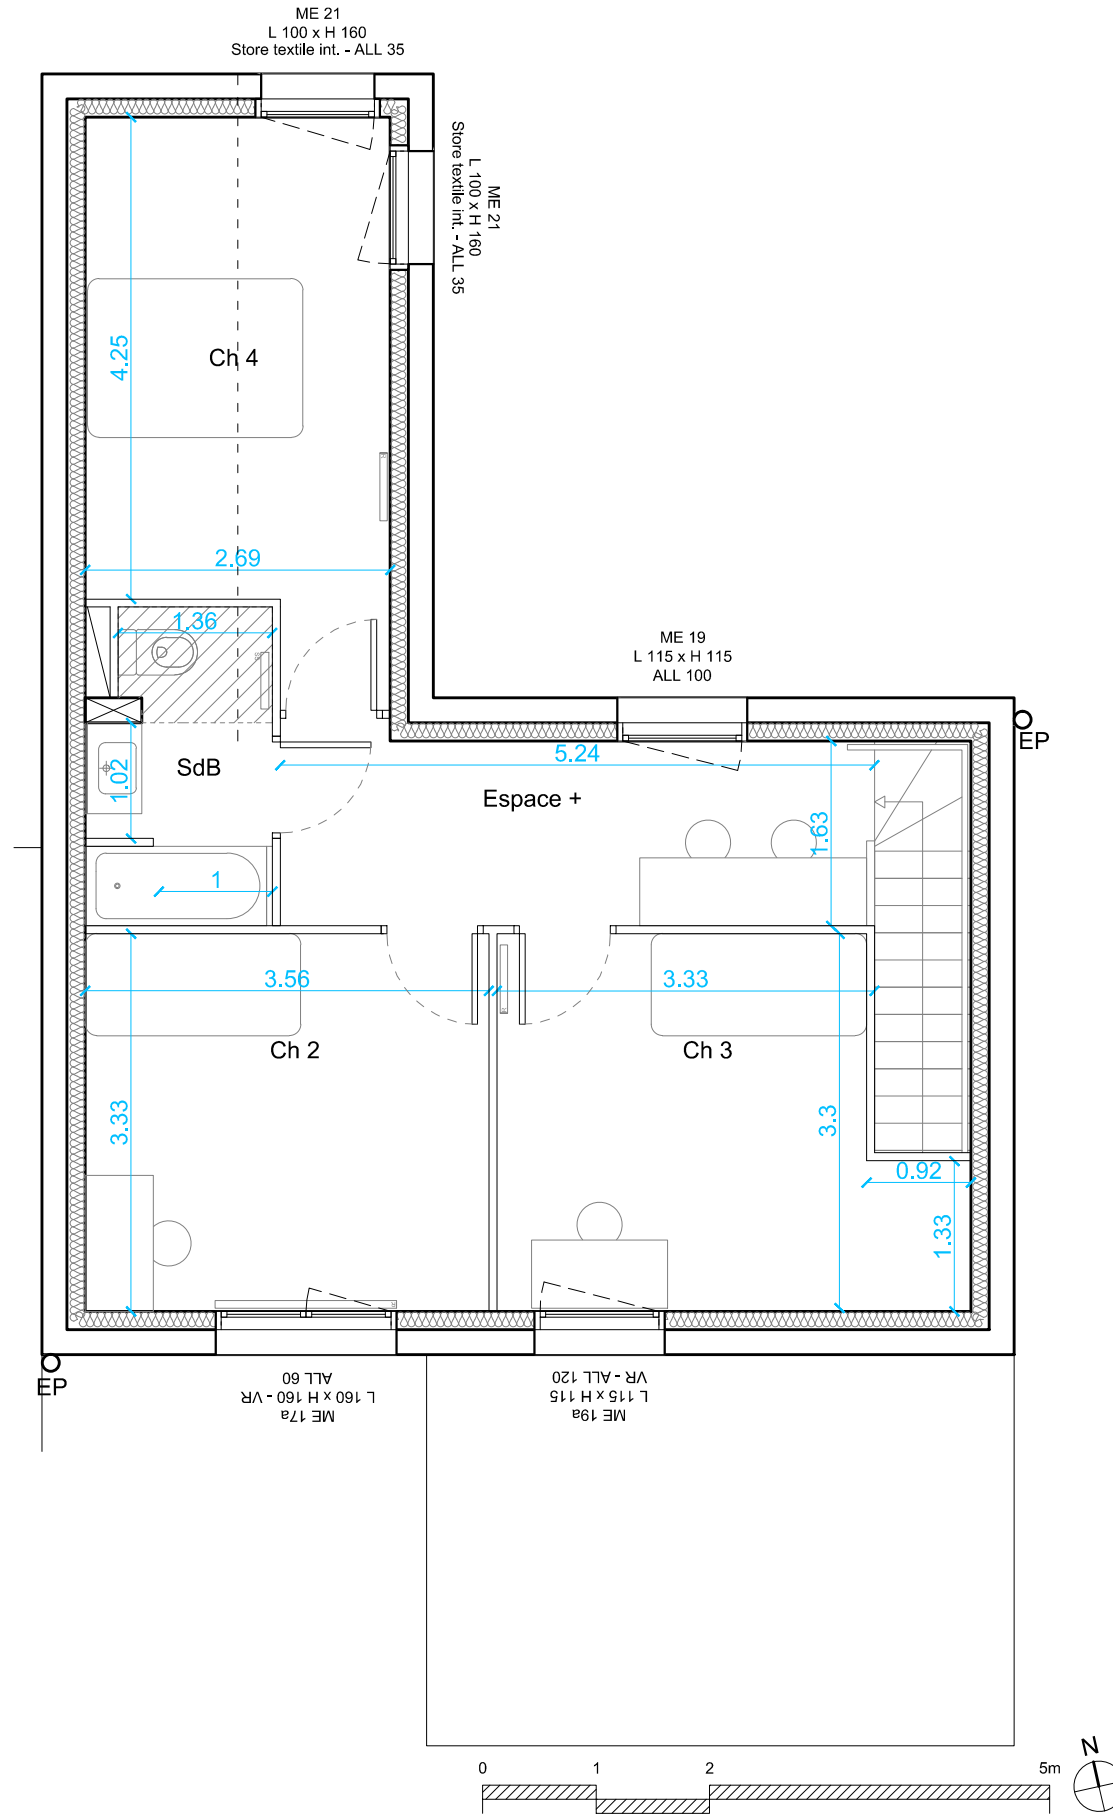 ME 21
L 100 x H 160
Store textile int. - ALL 35
ME 21
L 100 x H 160
Store textile int. - ALL 35
4.25
Ch 4
2.69
1.36
ME 19
L 115 x H 115
ALL 100
EP
5.24
SdB
1.02
Espace +
1.63
1
3.56
3.33
Ch 2
Ch 3
3.33
3.3
0.92
1.33
EP
ME 17a
L 160 x H 160 - VR
ALL 60
ME 19a
L 115 x H 115
VR - ALL 120
0 1 2 5m
N